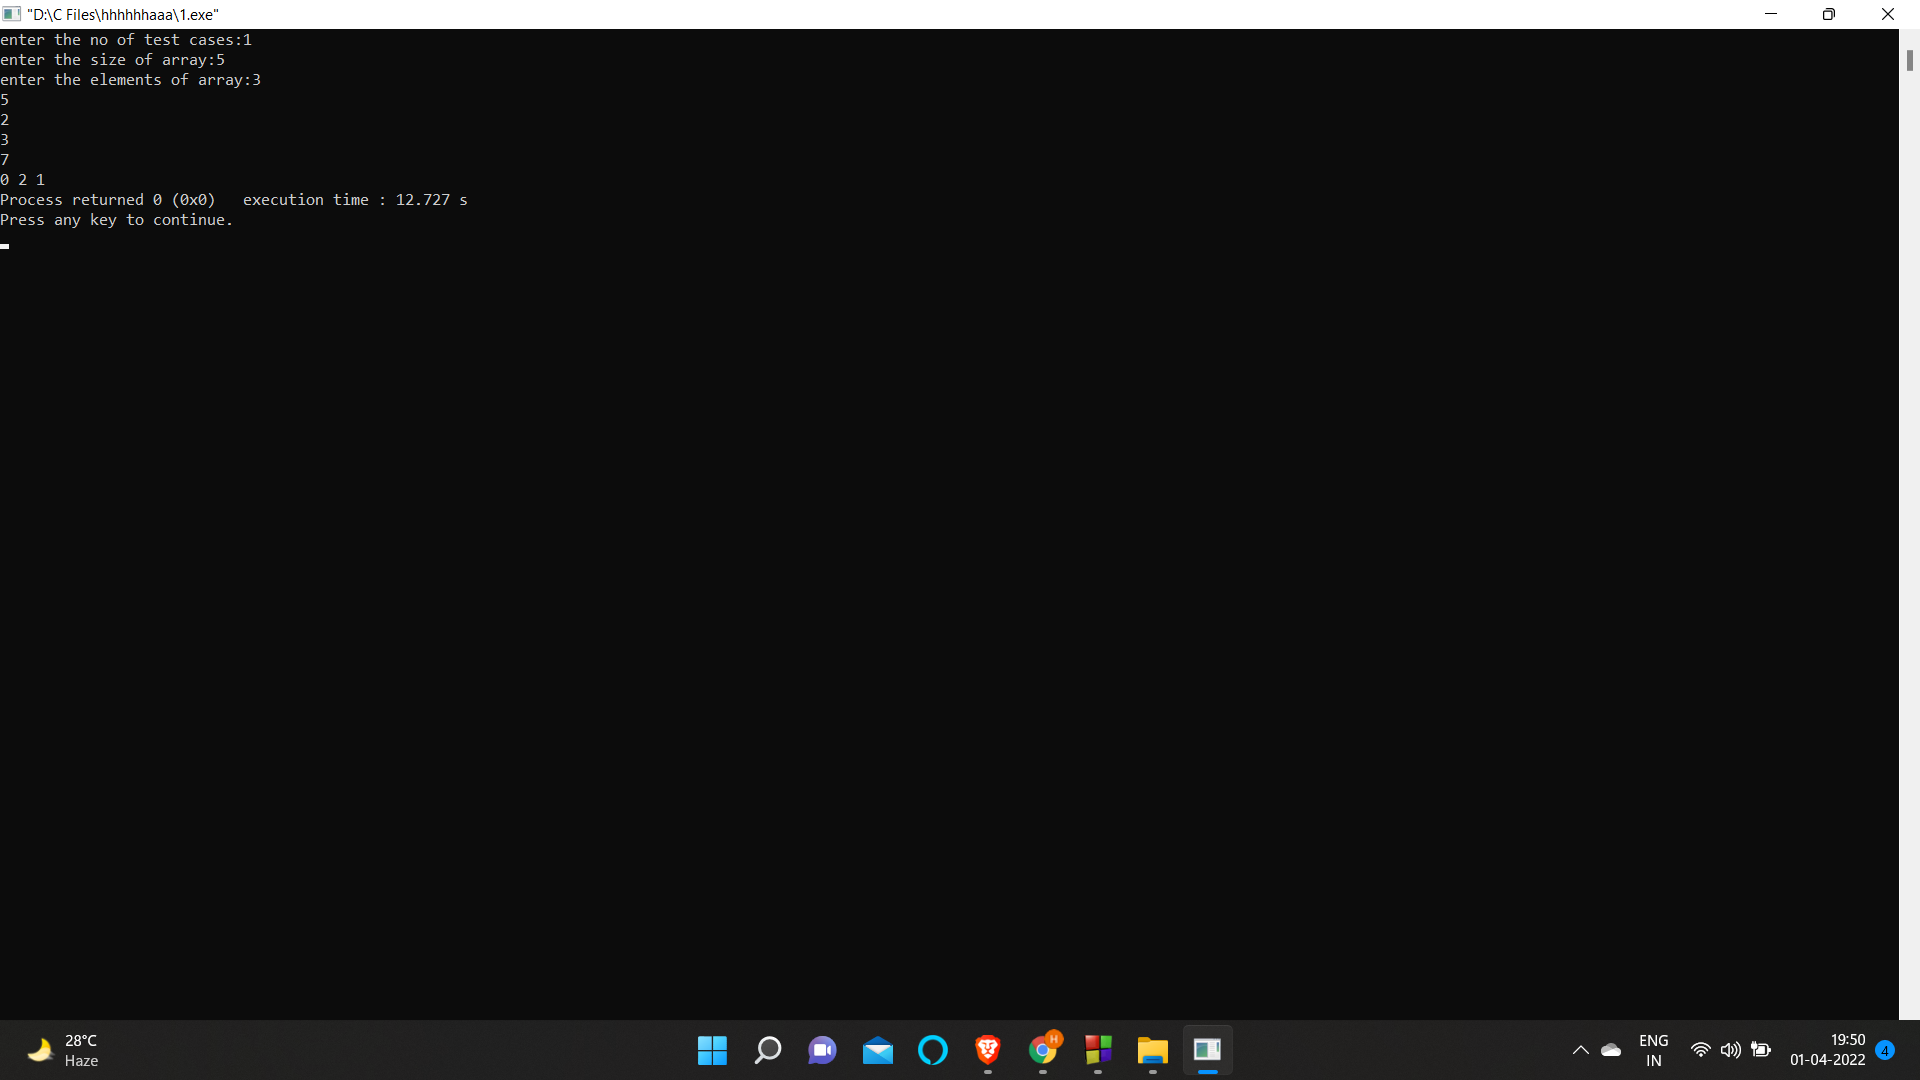 "D:\C Files\hhhhhhaaa\1.exe"
enter the no of test cases:1
enter the size of array:5
enter the elements of array:3
5
2
3
7
0 2 1
Process returned 0 (0x0)   execution time : 12.727 s
Press any key to continue.
28°C
Haze
H
ENG
IN
19:50
01-04-2022
4